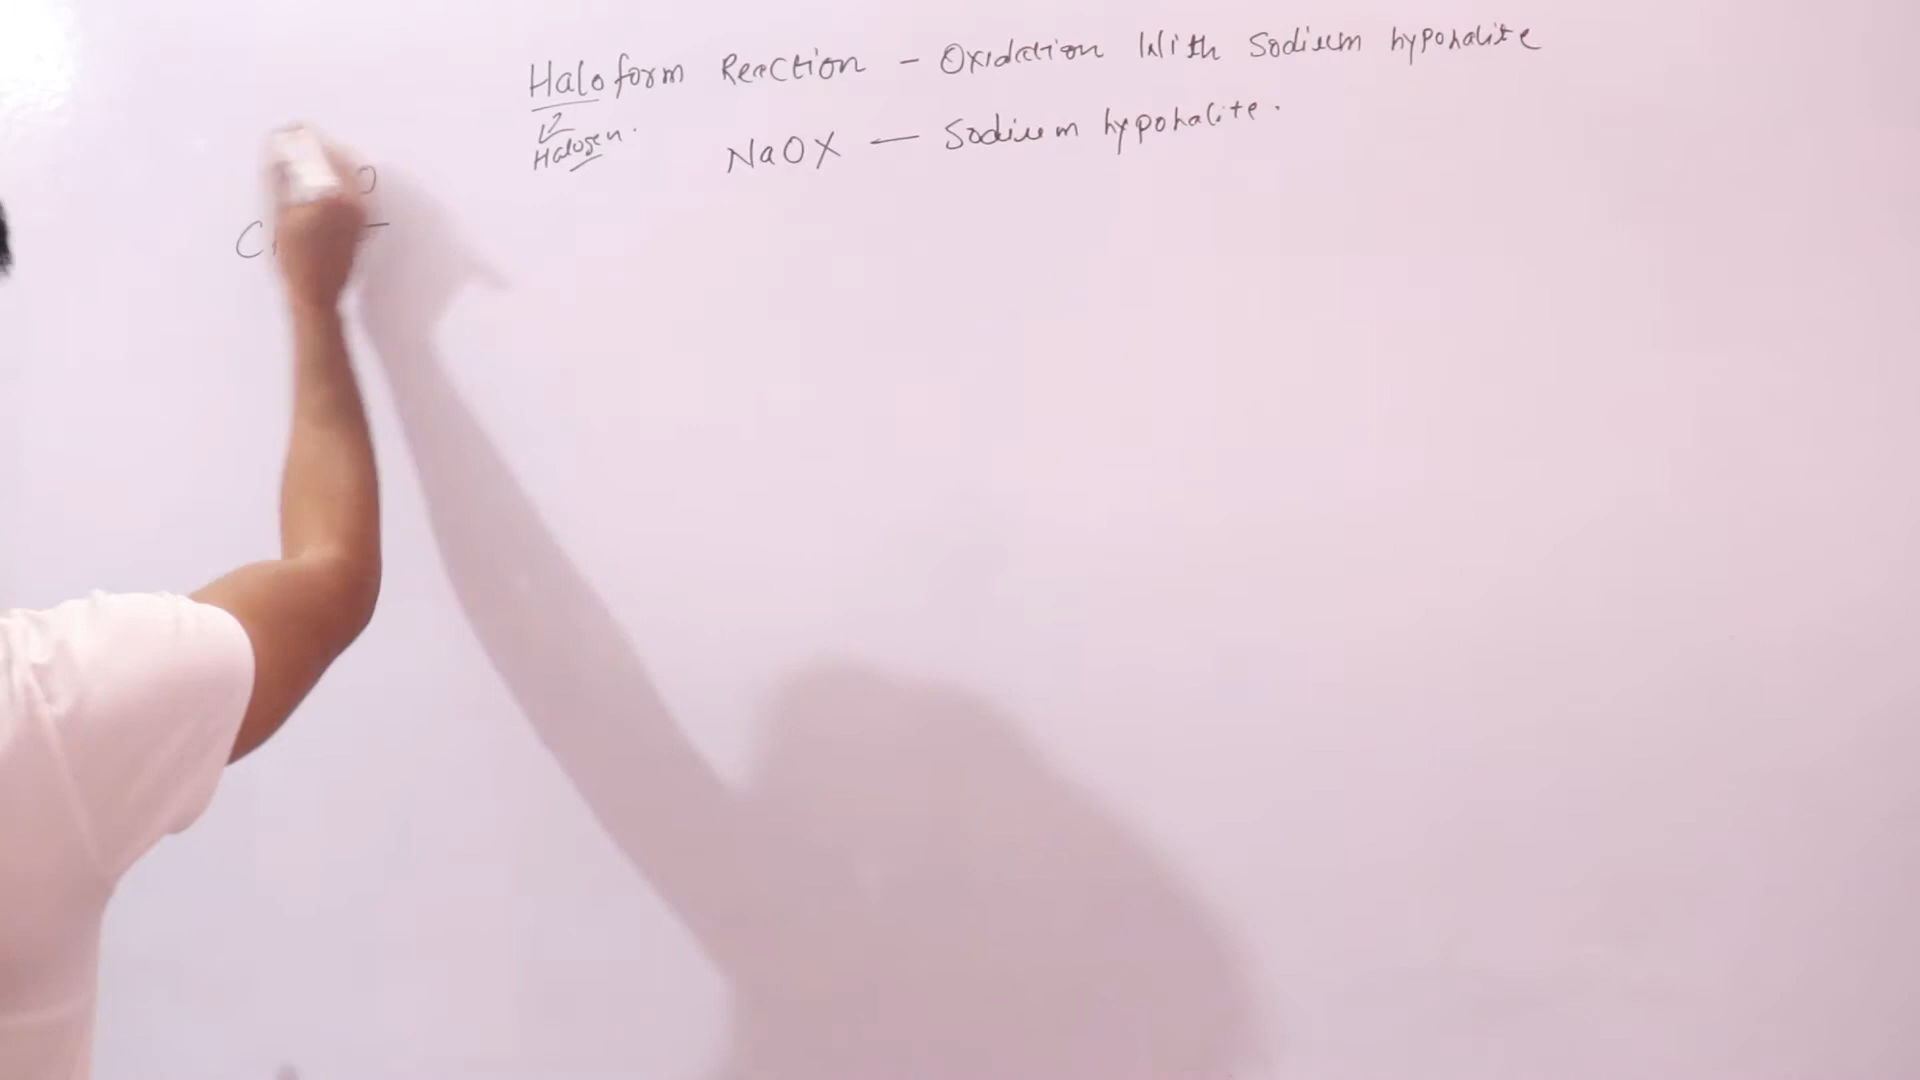 Haloform Reaction - Oxidation With Sodium hypohalite
Halogen.
NaOX — Sodium hypohalite.
O
C